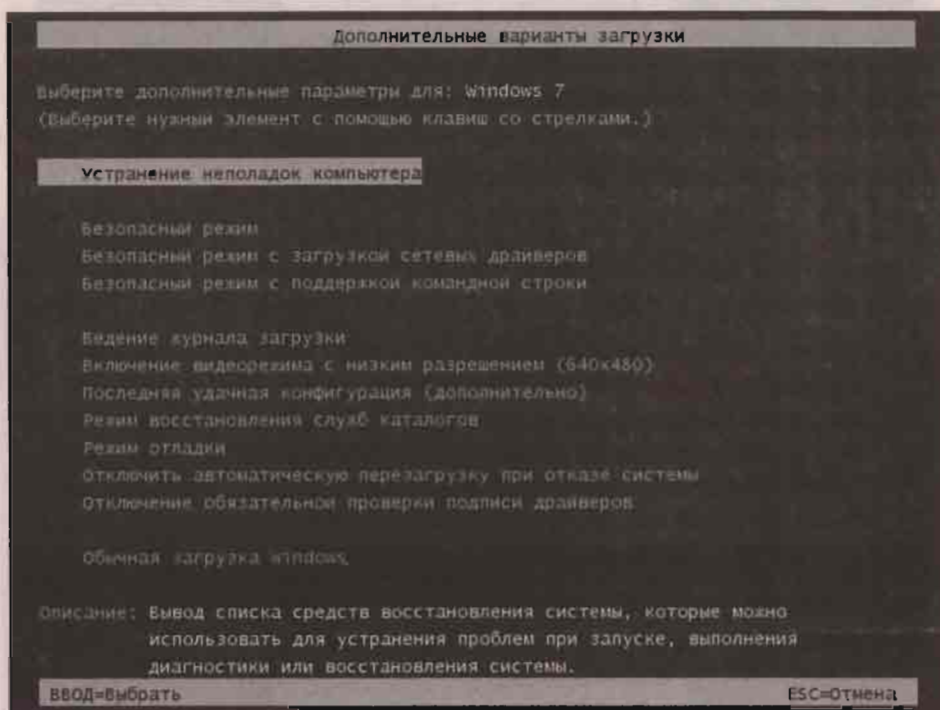 Дополнительные варианты загрузки
Выберите дополнительные параметры для: Windows 7
(Выберите нужный элемент с помощью клавиш со стрелками.)
Устранение неполадок компьютера
Безопасный режим
Безопасный режим с загрузкой сетевых драйверов
Безопасный режим с поддержкой командной строки
Ведение журнала загрузки
Включение видеорежима с низким разрешением (640x480)
Последняя удачная конфигурация (дополнительно)
Режим восстановления служб каталогов
Режим отладки
Отключить автоматическую перезагрузку при отказе системы
Отключение обязательной проверки подписи драйверов
Обычная загрузка Windows
Описание: Вывод списка средств восстановления системы, которые можно
использовать для устранения проблем при запуске, выполнения
диагностики или восстановления системы.
ВВОД=Выбрать ESC=Отмена